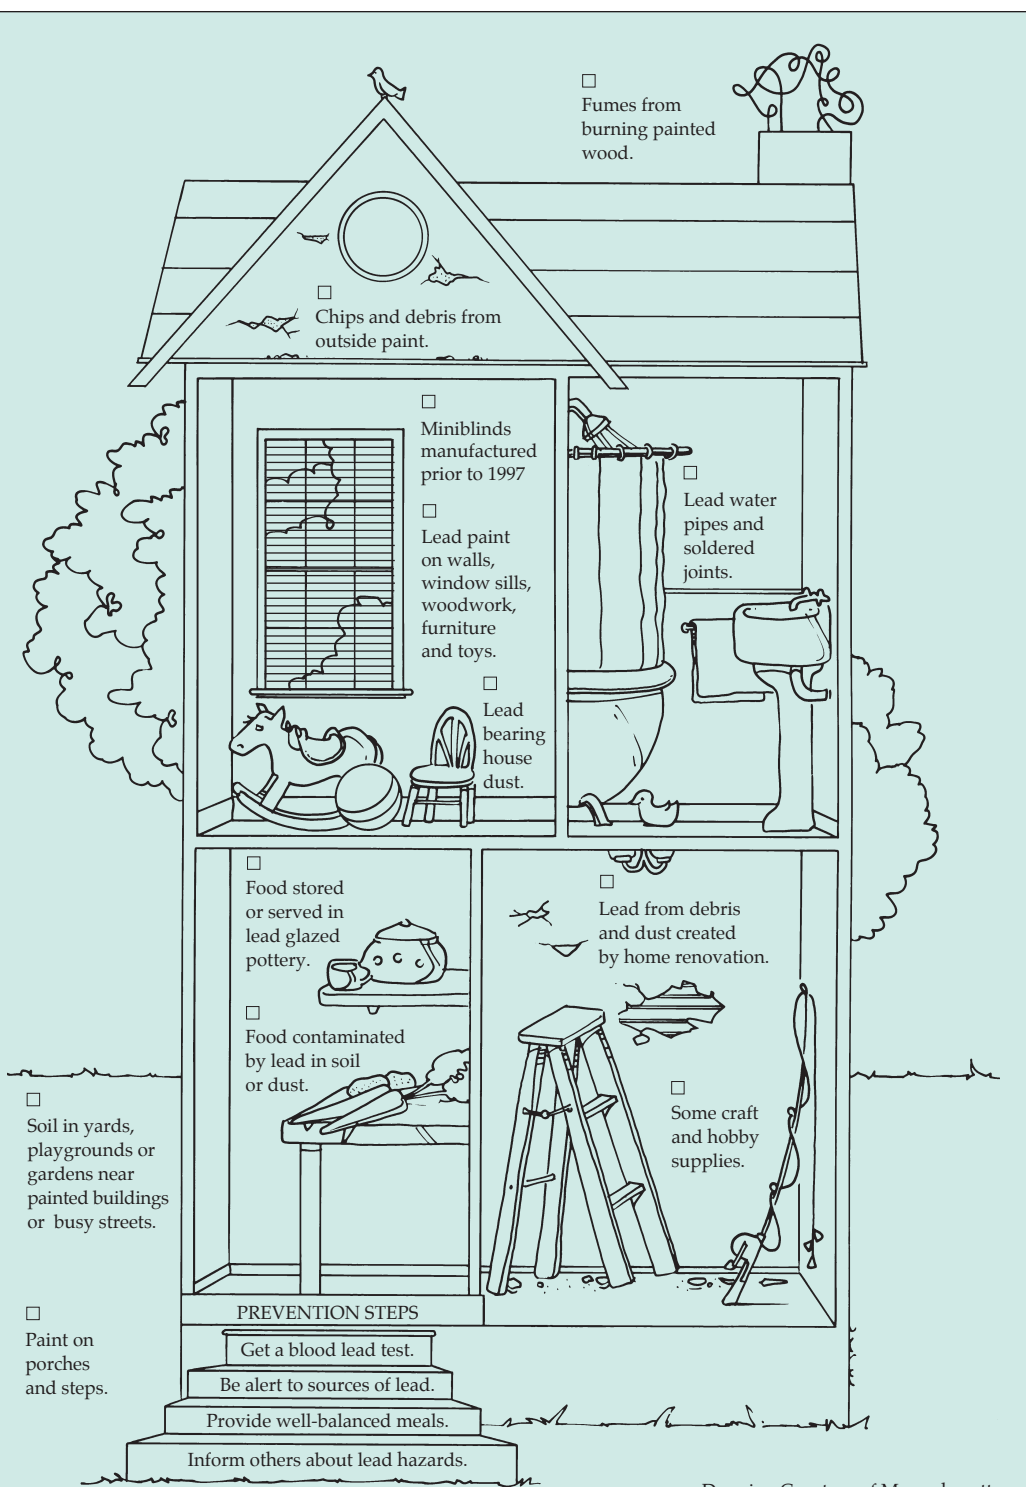 ☐
Fumes from
burning painted
wood.
☐
Chips and debris from
outside paint.
☐
Miniblinds
manufactured
prior to 1997
☐
Lead paint
on walls,
window sills,
woodwork,
furniture
and toys.
☐
Lead
bearing
house
dust.
☐
Lead water
pipes and
soldered
joints.
☐
Food stored
or served in
lead glazed
pottery.
☐
Food contaminated
by lead in soil
or dust.
☐
Lead from debris
and dust created
by home renovation.
☐
Some craft
and hobby
supplies.
☐
Soil in yards,
playgrounds or
gardens near
painted buildings
or busy streets.
☐
Paint on
porches
and steps.
PREVENTION STEPS
Get a blood lead test.
Be alert to sources of lead.
Provide well-balanced meals.
Inform others about lead hazards.